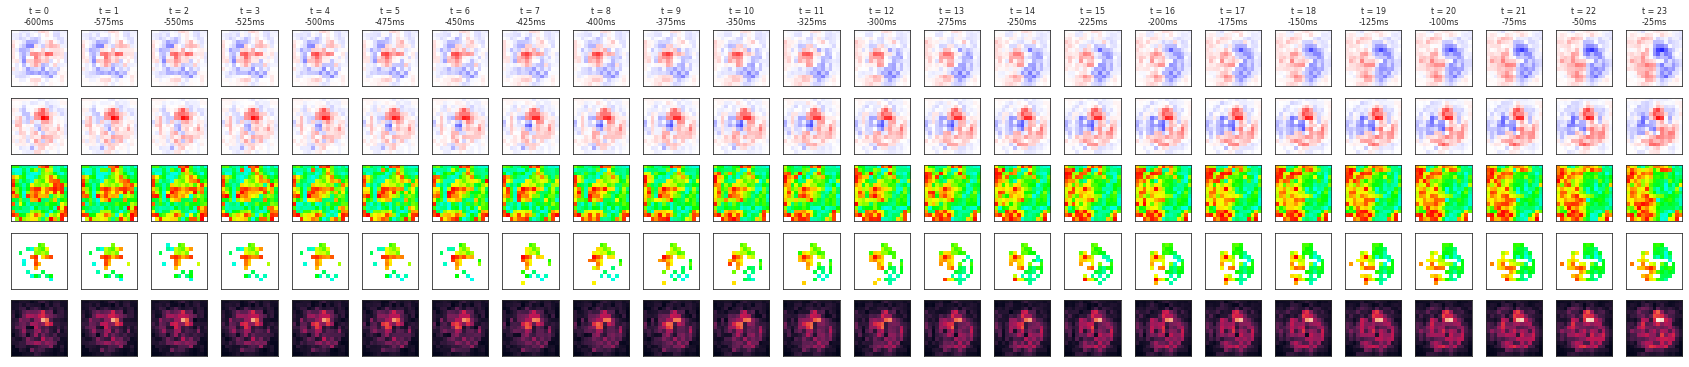 t = 0 t = 1 t = 2 t = 3 t = 4 t = 5 t = 6 t = 7 t = 8 t = 9 t = 10 t = 11 t = 12 t = 13 t = 14 t = 15 t = 16 t = 17 t = 18 t = 19 t = 20 t = 21 t = 22 t = 23
-600ms -575ms -550ms -525ms -500ms -475ms -450ms -425ms -400ms -375ms -350ms -325ms -300ms -275ms -250ms -225ms -200ms -175ms -150ms -125ms -100ms -75ms -50ms -25ms